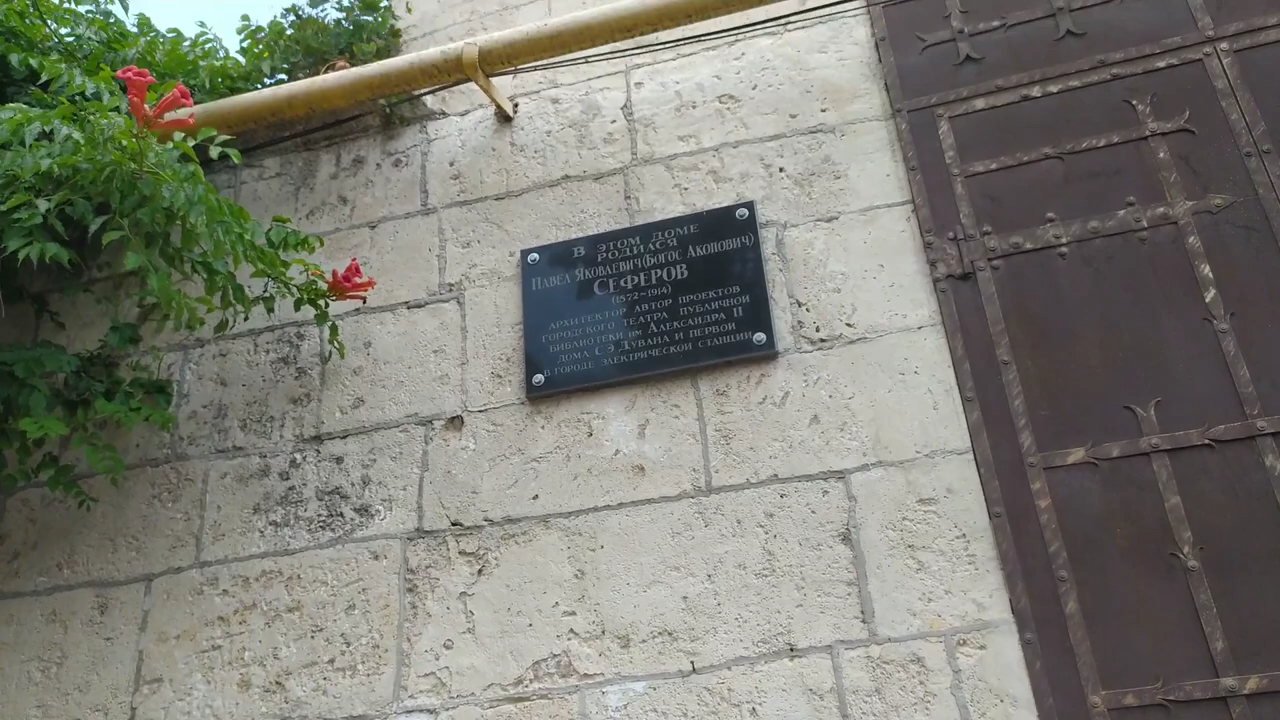 В ЭТОМ ДОМЕ
РОДИЛСЯ
ПАВЕЛ ЯКОВЛЕВИЧ (БОГОС АКОПОВИЧ)
СЕФЕРОВ
(1872~1914)
АРХИТЕКТОР АВТОР ПРОЕКТОВ
ГОРОДСКОГО ТЕАТРА ПУБЛИЧНОЙ
БИБЛИОТЕКИ ИМ АЛЕКСАНДРА II
ДОМА С.Э ДУВАНА И ПЕРВОЙ
В ГОРОДЕ ЭЛЕКТРИЧЕСКОЙ СТАНЦИИ